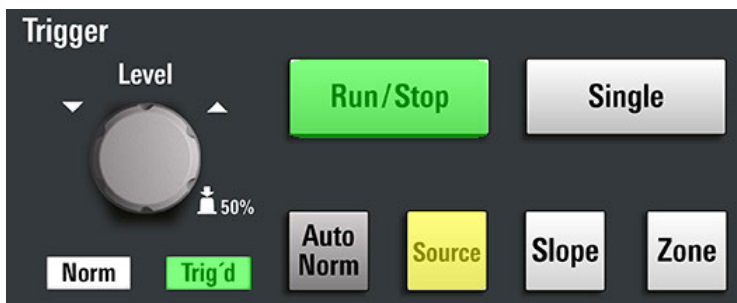 Trigger
Level
Run/Stop
Single
50%
Auto
Norm
Source
Slope
Zone
Norm
Trig´d